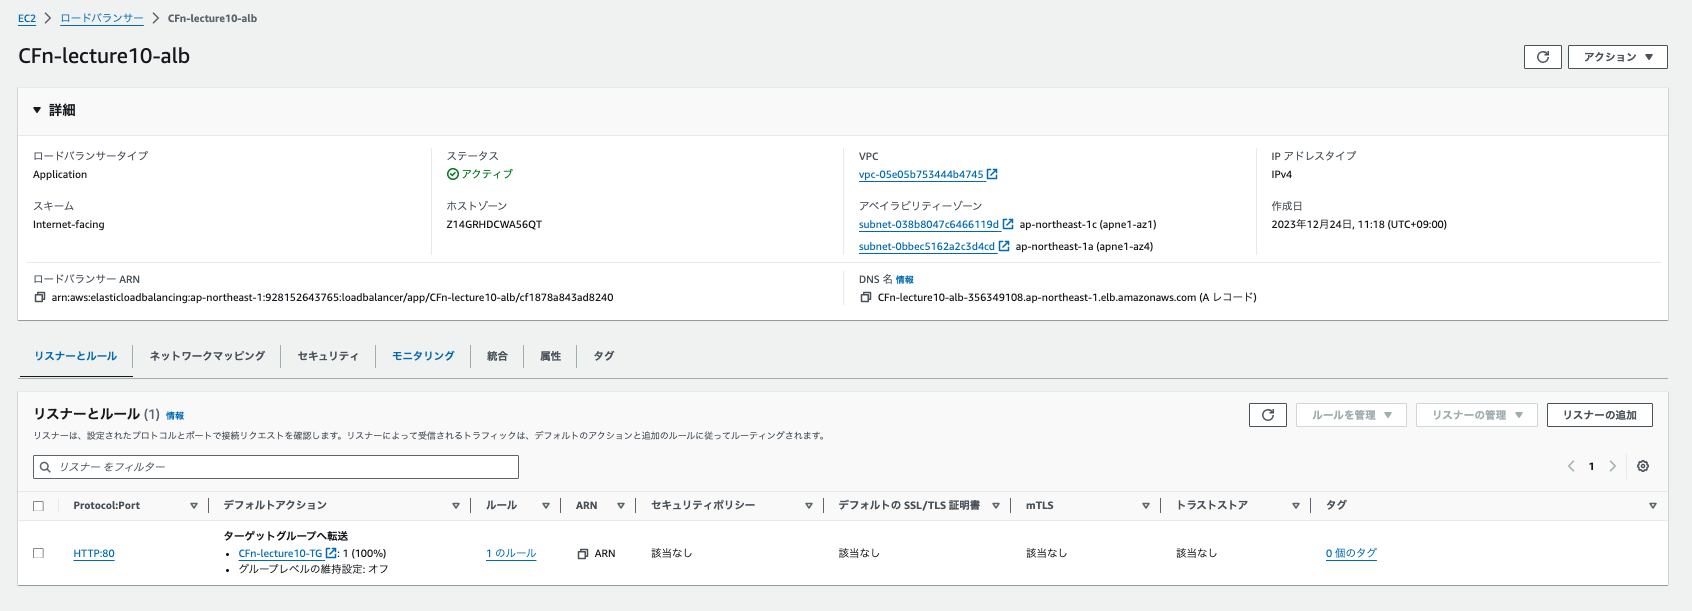 EC2 > ロードバランサー > CFn-lecture10-alb
CFn-lecture10-alb
アクション ▼
▼ 詳細
ロードバランサータイプ
Application
ステータス
アクティブ
VPC
vpc-05e05b753444b4745
IP アドレスタイプ
IPv4
スキーム
Internet-facing
ホストゾーン
Z14GRHDCWA56QT
アベイラビリティーゾーン
subnet-038b8047c6466119d ap-northeast-1c (apne1-az1)
subnet-0bbec5162a2c3d4cd ap-northeast-1a (apne1-az4)
作成日
2023年12月24日, 11:18 (UTC+09:00)
ロードバランサー ARN
arn:aws:elasticloadbalancing:ap-northeast-1:928152643765:loadbalancer/app/CFn-lecture10-alb/cf1878a843ad8240
DNS 名 情報
CFn-lecture10-alb-356349108.ap-northeast-1.elb.amazonaws.com (A レコード)
リスナーとルール ネットワークマッピング セキュリティ モニタリング 統合 属性 タグ
リスナーとルール (1) 情報
ルールを管理 ▼ リスナーの管理 ▼ リスナーの追加
リスナーは、設定されたプロトコルとポートで接続リクエストを確認します。リスナーによって受信されるトラフィックは、デフォルトのアクションと追加のルールに従ってルーティングされます。
リスナー をフィルター
< 1 >
Protocol:Port デフォルトアクション ルール ARN セキュリティポリシー デフォルトの SSL/TLS 証明書 mTLS トラストストア タグ
HTTP:80
ターゲットグループへ転送
• CFn-lecture10-TG : 1 (100%)
• グループレベルの維持設定: オフ
1 のルール
ARN
該当なし
該当なし
該当なし
該当なし
0 個のタグ